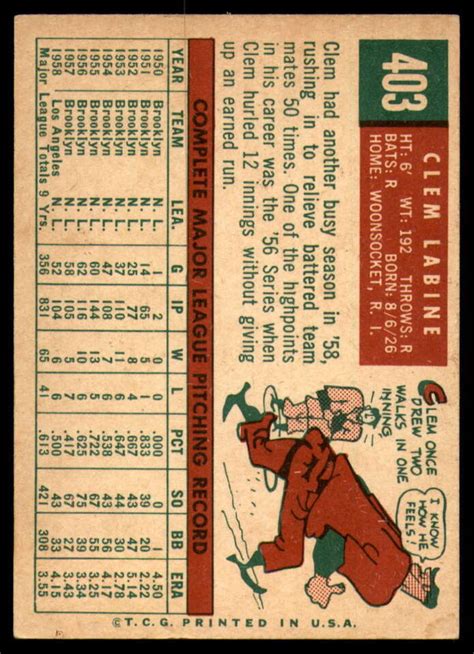 403
CLEM LABINE
HT: 6' WT: 192 THROWS: R
BATS: R BORN: 8/6/26
HOME: WOONSOCKET, R. I.
Clem had another busy season in '58,
rushing in to relieve battered team
mates 50 times. One of the highpoints
in his career was the '56 Series when
Clem hurled 12 innings without giving
up an earned run.
CLEM ONCE
DREW TWO
WALKS IN ONE
INNING
I KNOW
HOW HE
FEELS!
COMPLETE MAJOR LEAGUE PITCHING RECORD
YEAR TEAM LEA. G IP W L PCT SO BB ERA
1950 Brooklyn N. L. 1 2 0 0 .000 0 1 4.50
1951 Brooklyn N. L. 14 65 5 1 .833 39 20 2.22
1952 Brooklyn N. L. 25 77 8 4 .667 43 47 5.14
1953 Brooklyn N. L. 37 110 11 6 .647 44 30 2.78
1954 Brooklyn N. L. 47 108 7 6 .538 43 56 4.17
1955 Brooklyn N. L. 60 144 13 5 .722 67 55 3.25
1956 Brooklyn N. L. 62 116 10 6 .625 75 39 3.35
1957 Brooklyn N. L. 58 105 5 7 .417 67 27 3.44
1958 Los Angeles N. L. 52 104 6 6 .500 43 33 4.15
Major League Totals 9 Yrs. 356 831 65 41 .613 421 308 3.55
©T.C.G. PRINTED IN U.S.A.